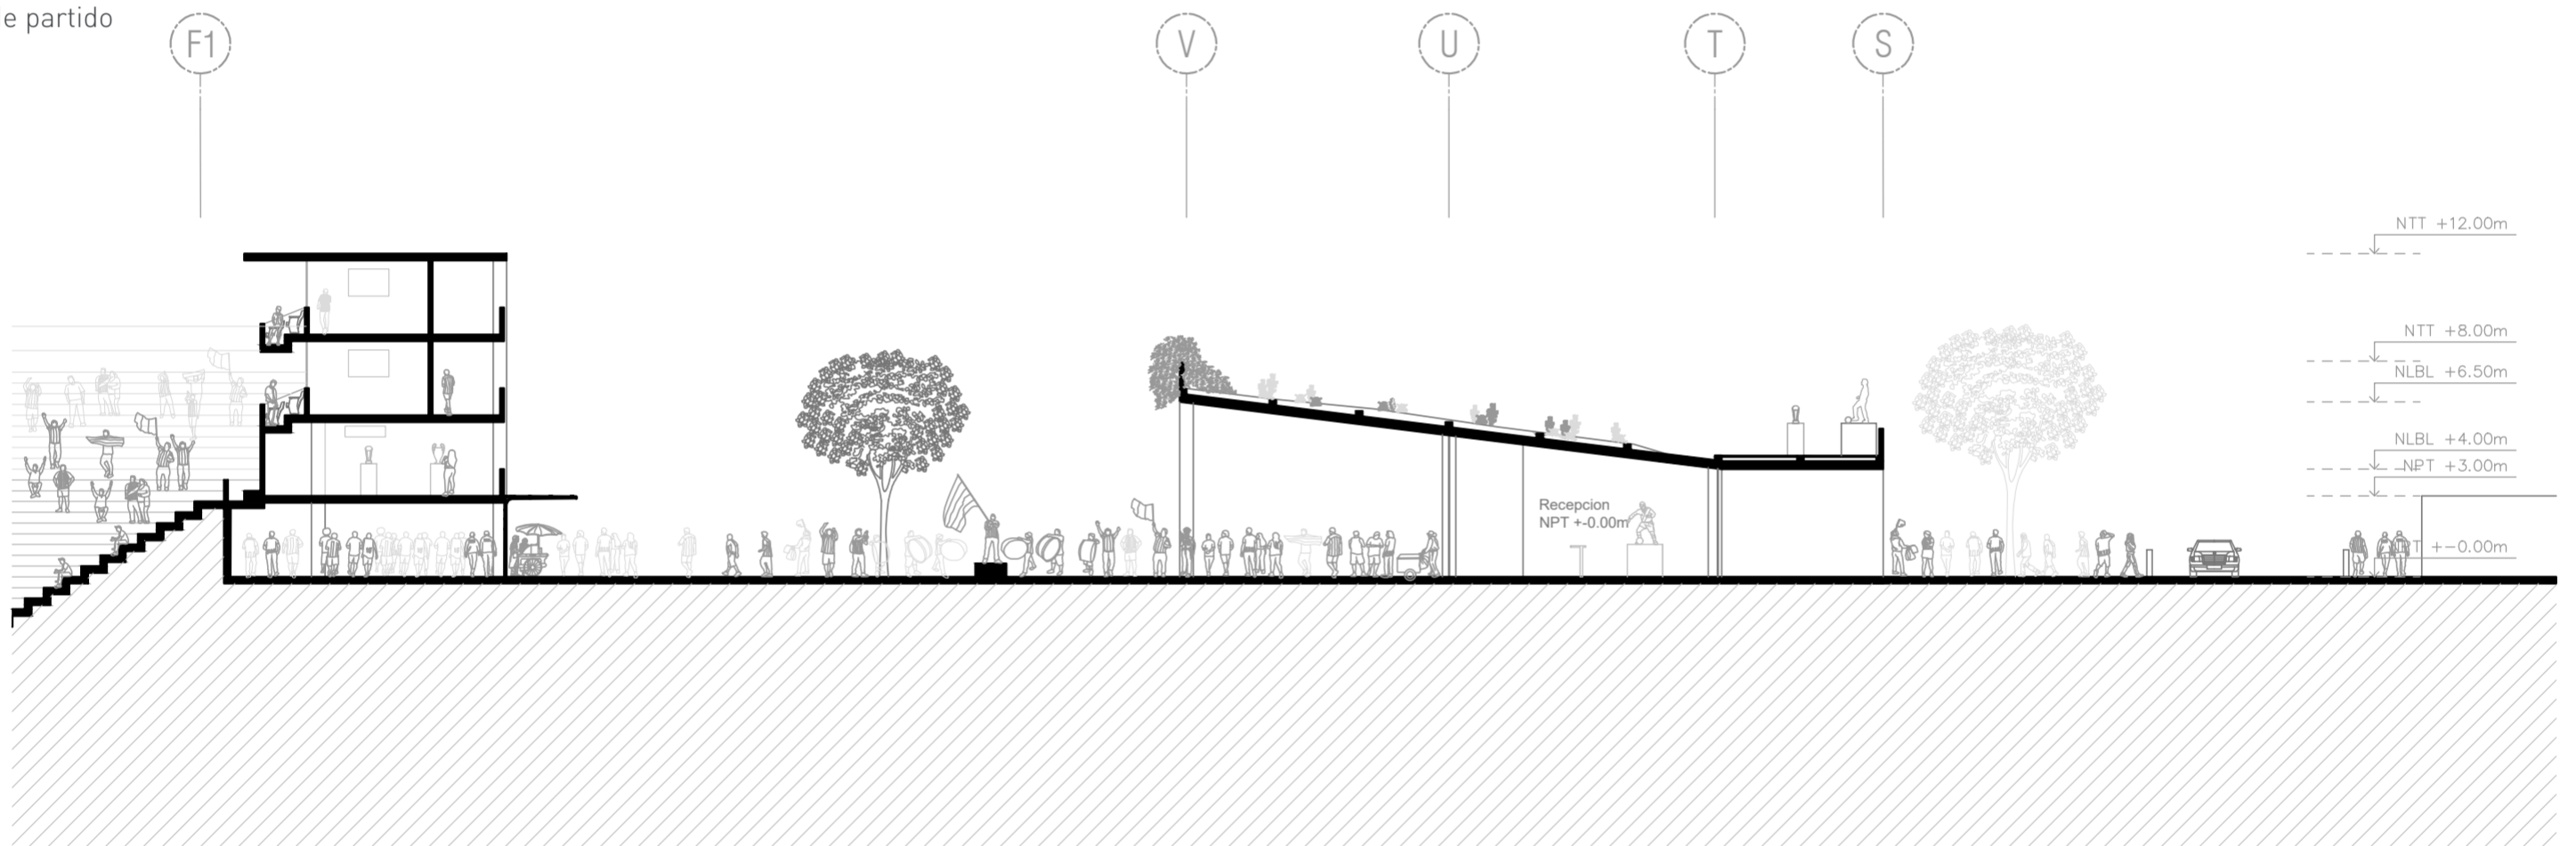 e partido
F1
V
U
T
S
NTT +12.00m
NTT +8.00m
NLBL +6.50m
NLBL +4.00m
NPT +3.00m
Recepcion
NPT +-0.00m
T +-0.00m